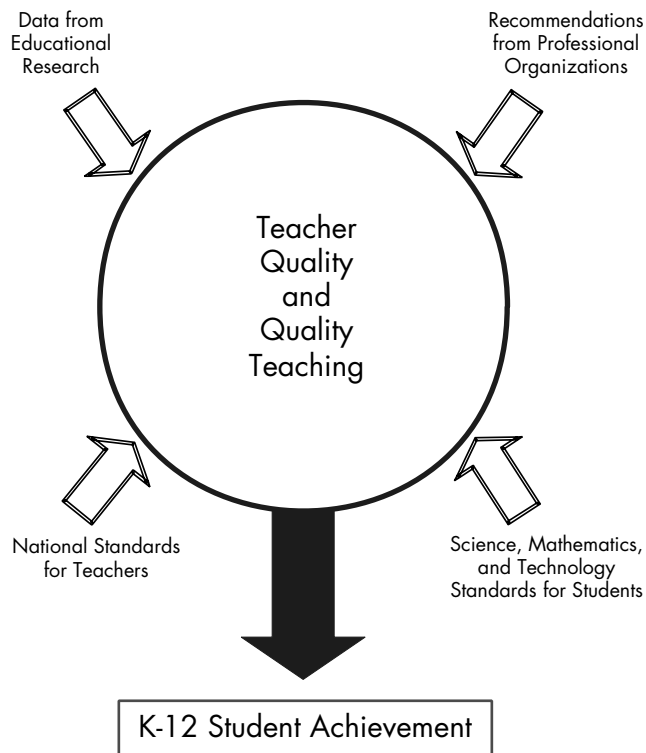 Data from
Educational
Research
Recommendations
from Professional
Organizations
Teacher
Quality
and
Quality
Teaching
National Standards
for Teachers
Science, Mathematics,
and Technology
Standards for Students
K-12 Student Achievement